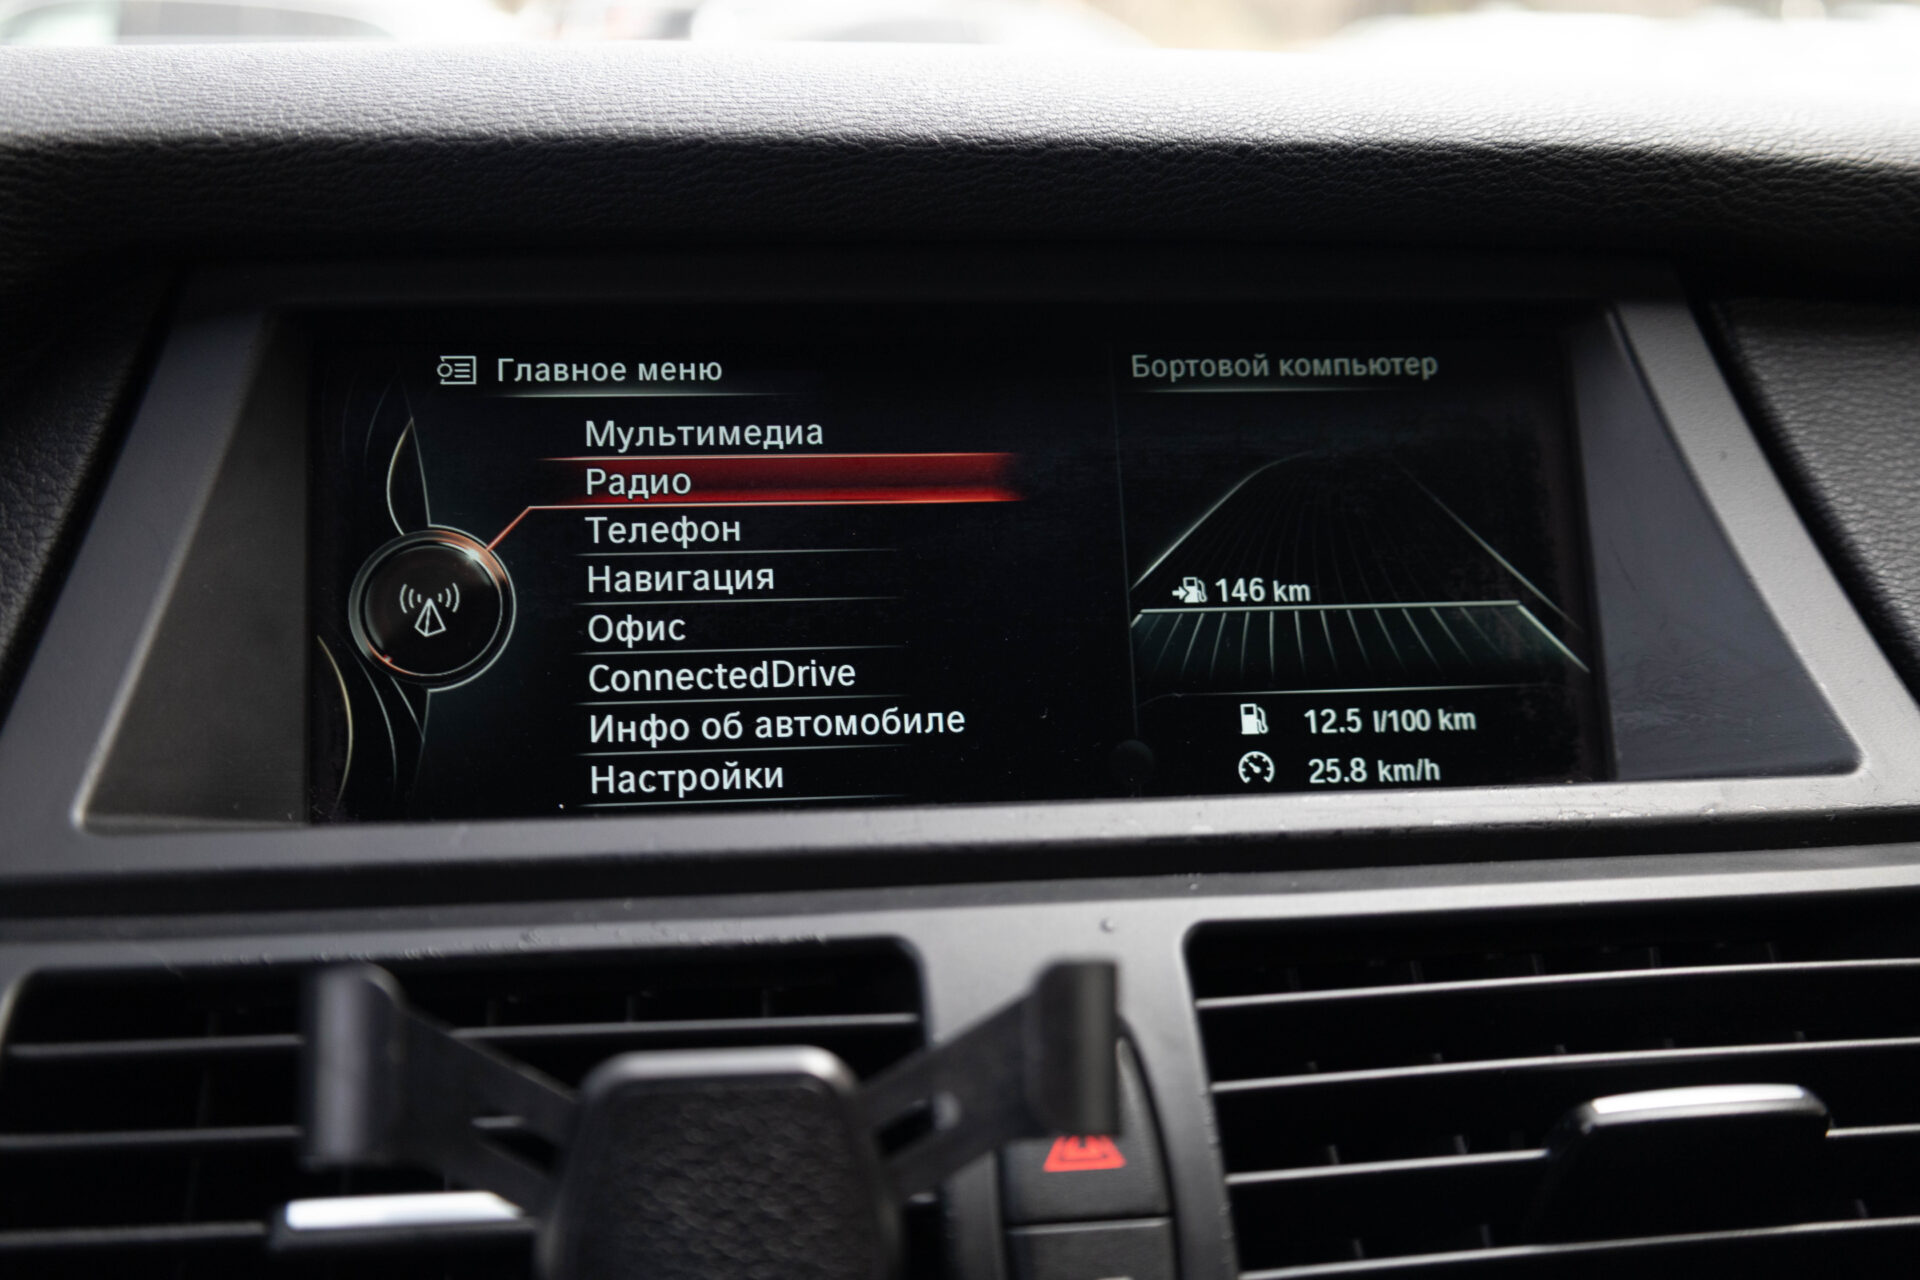 Главное меню
Мультимедиа
Радио
Телефон
Навигация
Офис
ConnectedDrive
Инфо об автомобиле
Настройки
Бортовой компьютер
146 km
12.5 l/100 km
25.8 km/h